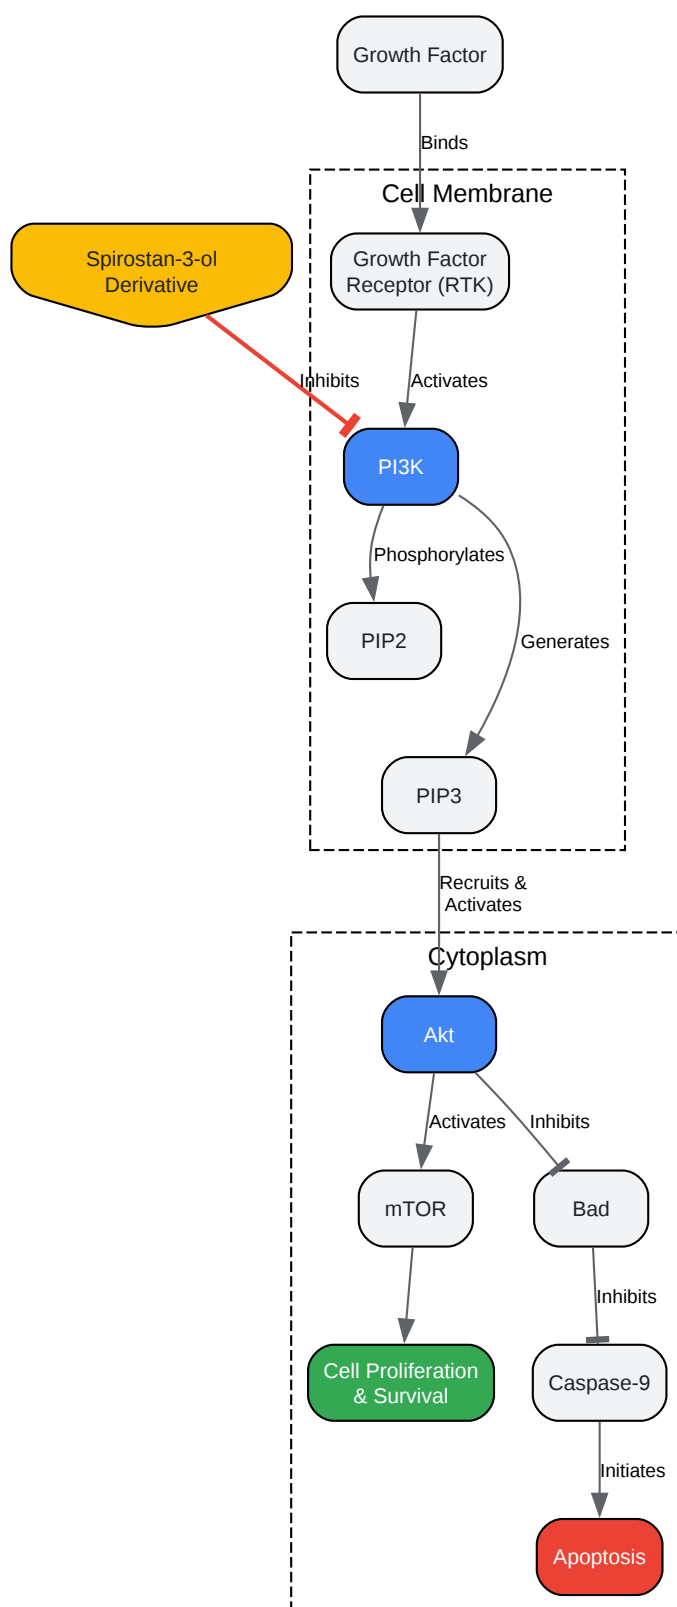 Growth Factor
Binds
Cell Membrane
Spirostan-3-ol
Derivative
Growth Factor
Receptor (RTK)
Inhibits
Activates
PI3K
Phosphorylates
PIP2
Generates
PIP3
Recruits &
Activates
Cytoplasm
Akt
Activates
Inhibits
mTOR
Bad
Inhibits
Cell Proliferation
& Survival
Caspase-9
Initiates
Apoptosis